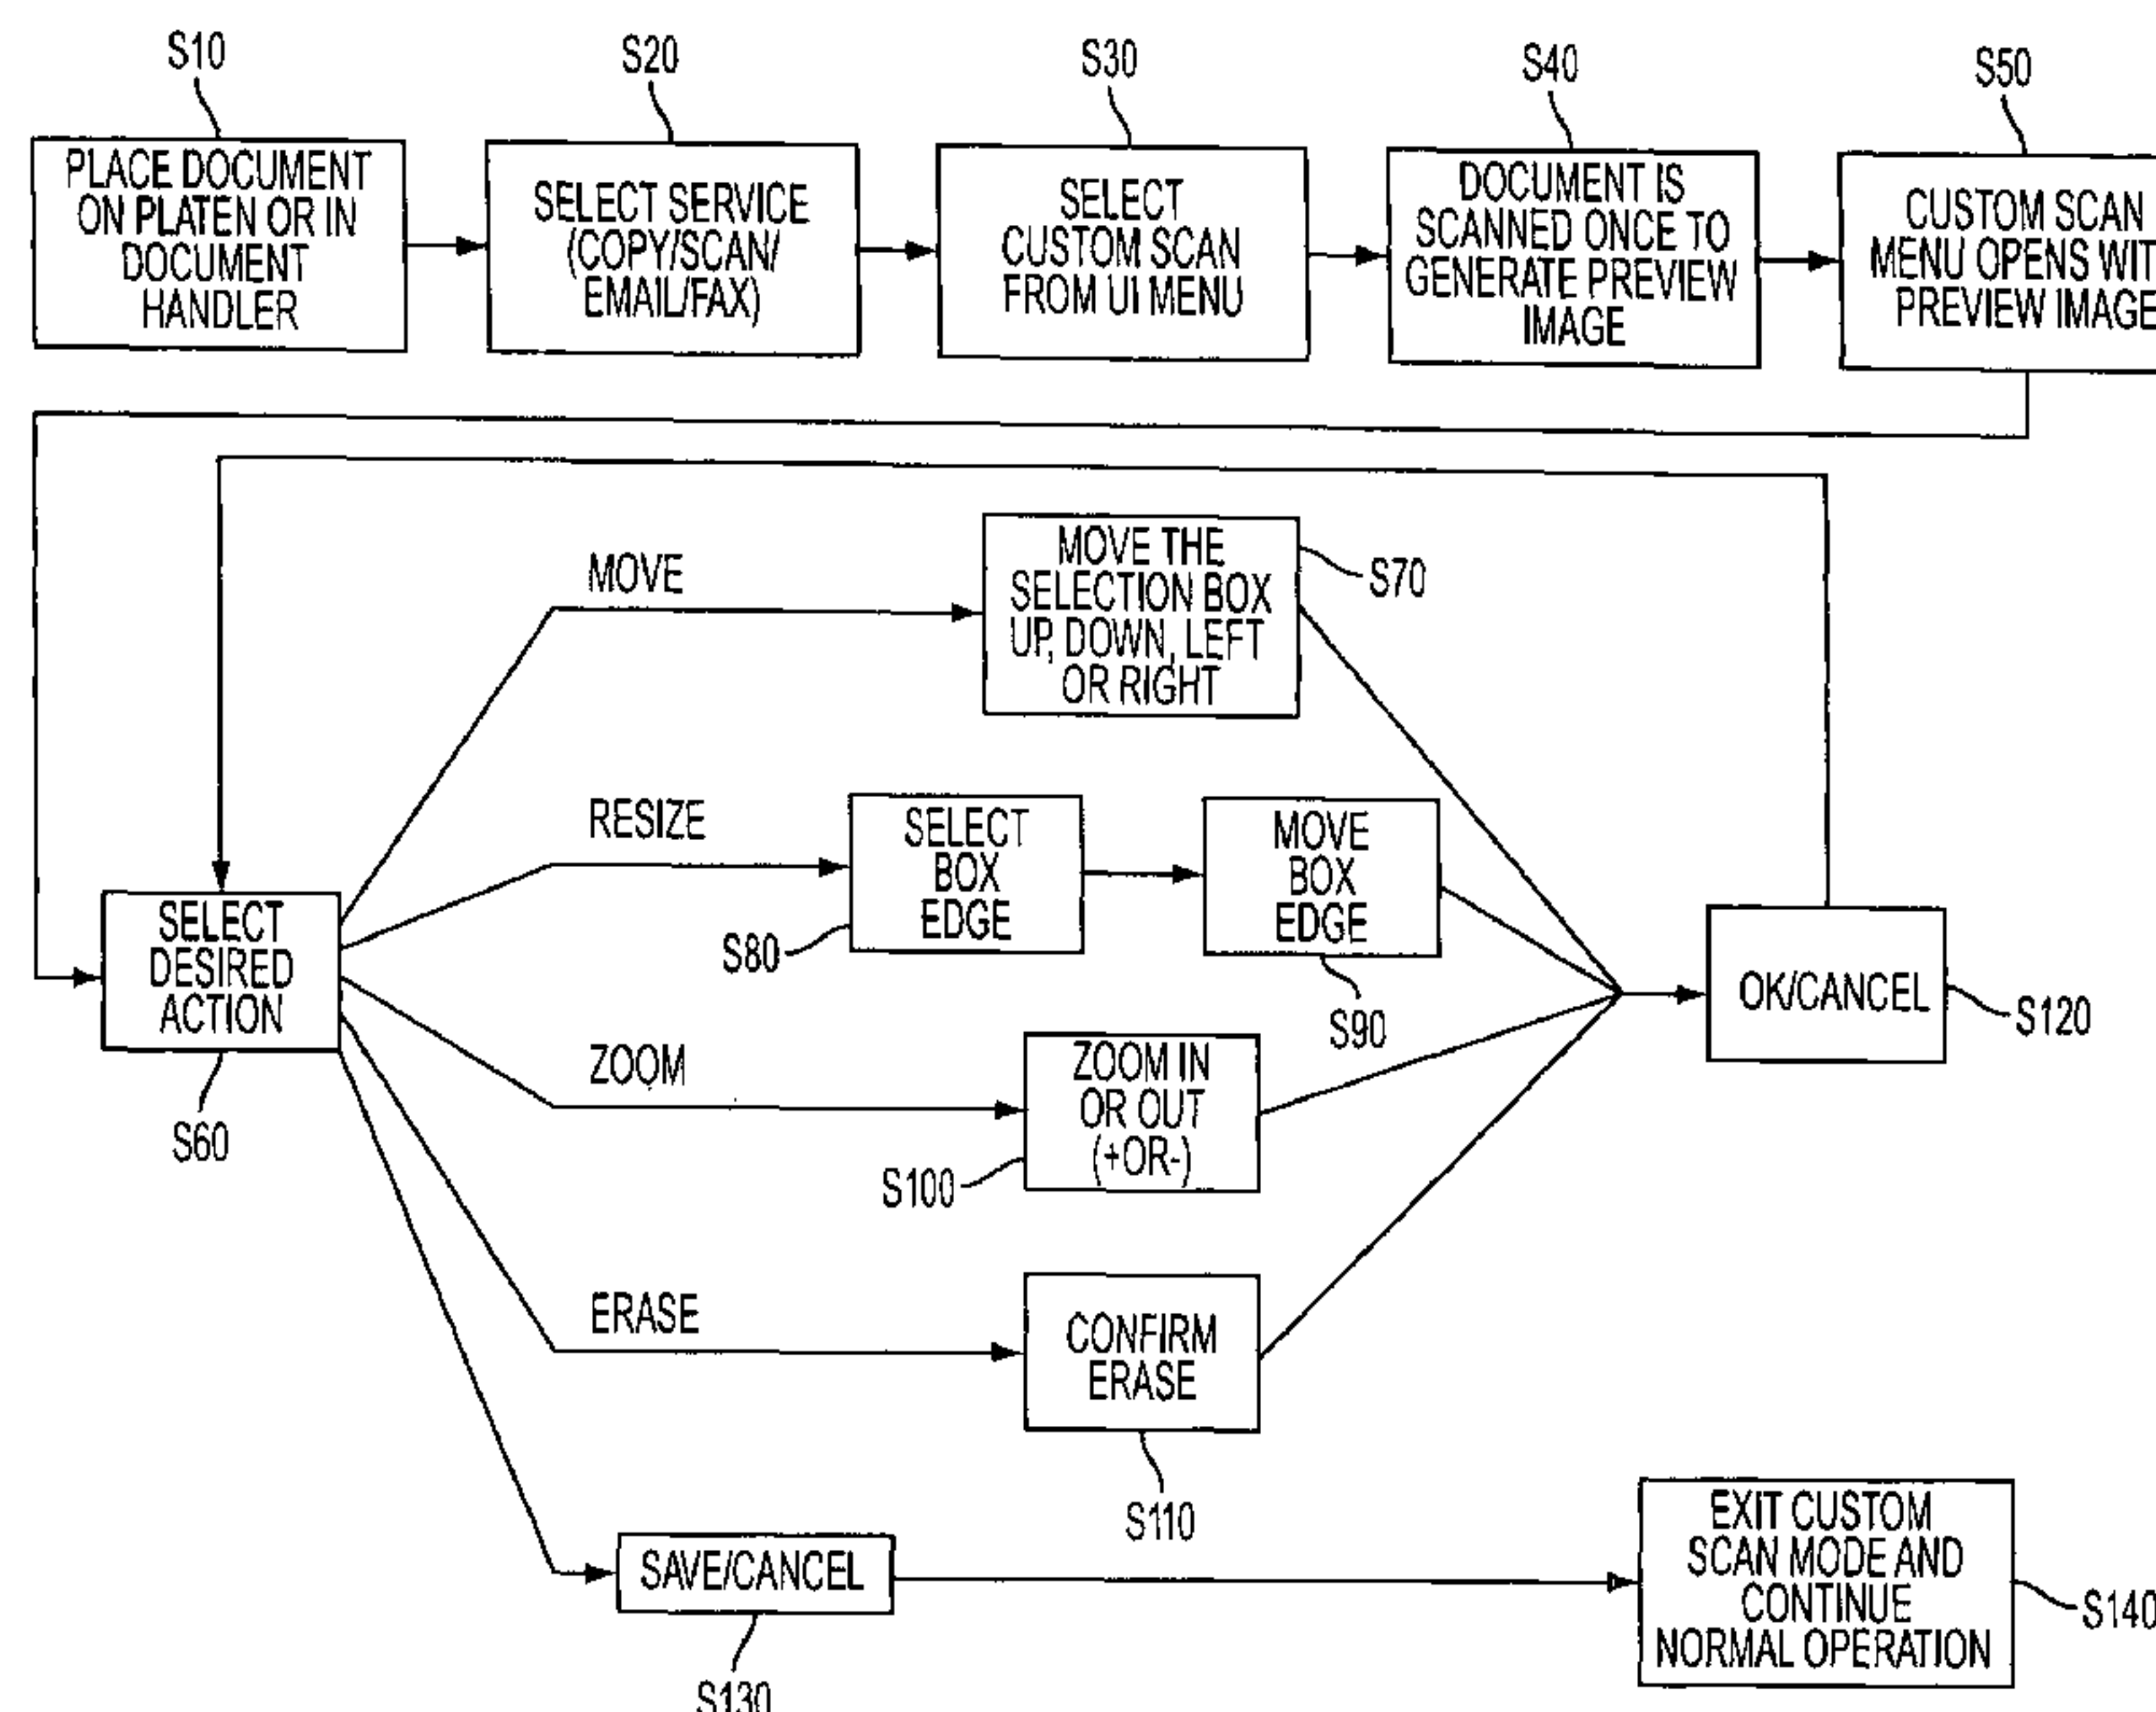 S10
S20
S30
S40
S50
PLACE DOCUMENT
ON PLATEN OR IN
DOCUMENT
HANDLER
SELECT SERVICE
(COPY/SCAN/
EMAIL/FAX)
SELECT
CUSTOM SCAN
FROM UI MENU
DOCUMENT IS
SCANNED ONCE TO
GENERATE PREVIEW
IMAGE
CUSTOM SCAN
MENU OPENS WIT
PREVIEW IMAGE
MOVE
MOVE THE
SELECTION BOX
UP, DOWN, LEFT
OR RIGHT
S70
RESIZE
SELECT
BOX
EDGE
S80
MOVE
BOX
EDGE
S90
SELECT
DESIRED
ACTION
S60
OK/CANCEL
S120
ZOOM
ZOOM IN
OR OUT
(+OR-)
S100
ERASE
CONFIRM
ERASE
S110
SAVE/CANCEL
S130
EXIT CUSTOM
SCAN MODE AND
CONTINUE
NORMAL OPERATION
S140